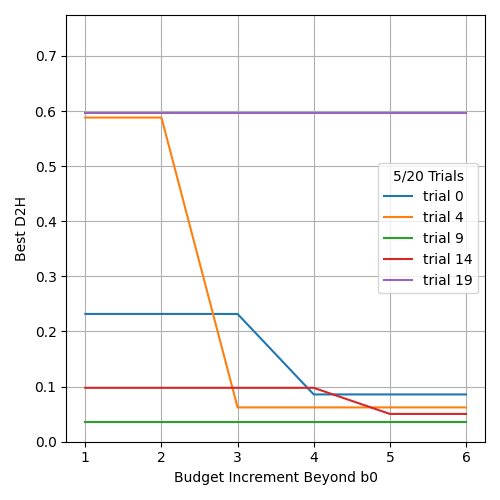 0.7
0.6
0.5
0.4
0.3
0.2
0.1
0.0
Best D2H
1 2 3 4 5 6
Budget Increment Beyond b0
5/20 Trials
trial 0
trial 4
trial 9
trial 14
trial 19